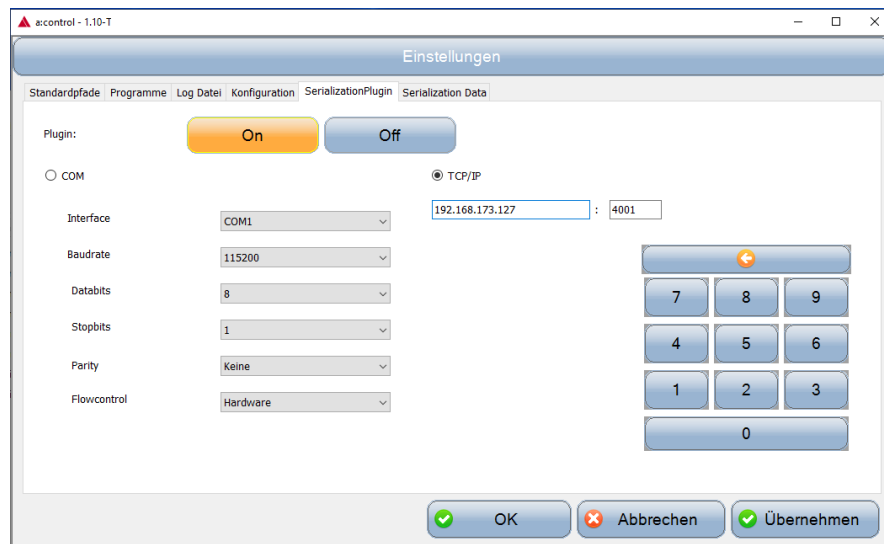 a:control - 1.10-T
Einstellungen
Standardpfade Programme Log Datei Konfiguration SerializationPlugin Serialization Data
Plugin: On Off
COM
TCP/IP
192.168.173.127 : 4001
Interface COM1
Baudrate 115200
Databits 8
Stopbits 1
Parity Keine
Flowcontrol Hardware
7 8 9
4 5 6
1 2 3
0
OK Abbrechen Übernehmen